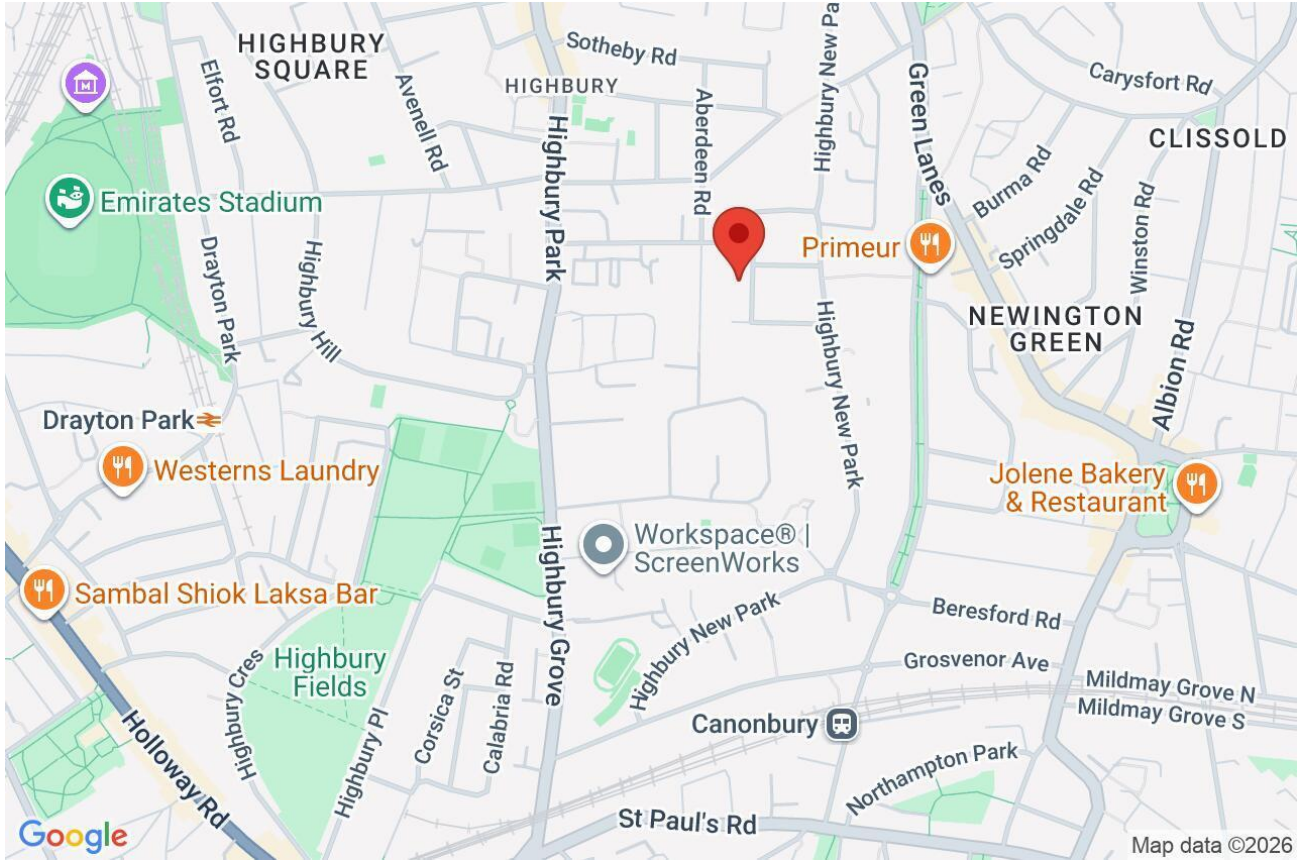 HIGHBURY
SQUARE
Sotheby Rd
HIGHBURY
Highbury New Pa
Carysfort Rd
Elfort Rd
Avenell Rd
Aberdeen Rd
Green Lanes
CLISSOLD
Highbury Park
Burma Rd
Springdale Rd
Winston Rd
Emirates Stadium
Primeur
Drayton Park
Highbury Hill
NEWINGTON
GREEN
Highbury New Park
Albion Rd
Drayton Park
Westerns Laundry
Jolene Bakery
& Restaurant
Workspace® |
ScreenWorks
Highbury Grove
Sambal Shiok Laksa Bar
Highbury New Park
Beresford Rd
Highbury
Fields
Grosvenor Ave
Highbury Cres
Corsica St
Calabria Rd
Mildmay Grove N
Mildmay Grove S
Canonbury
Holloway Rd
Highbury Pl
Northampton Park
St Paul's Rd
Google
Map data ©2026